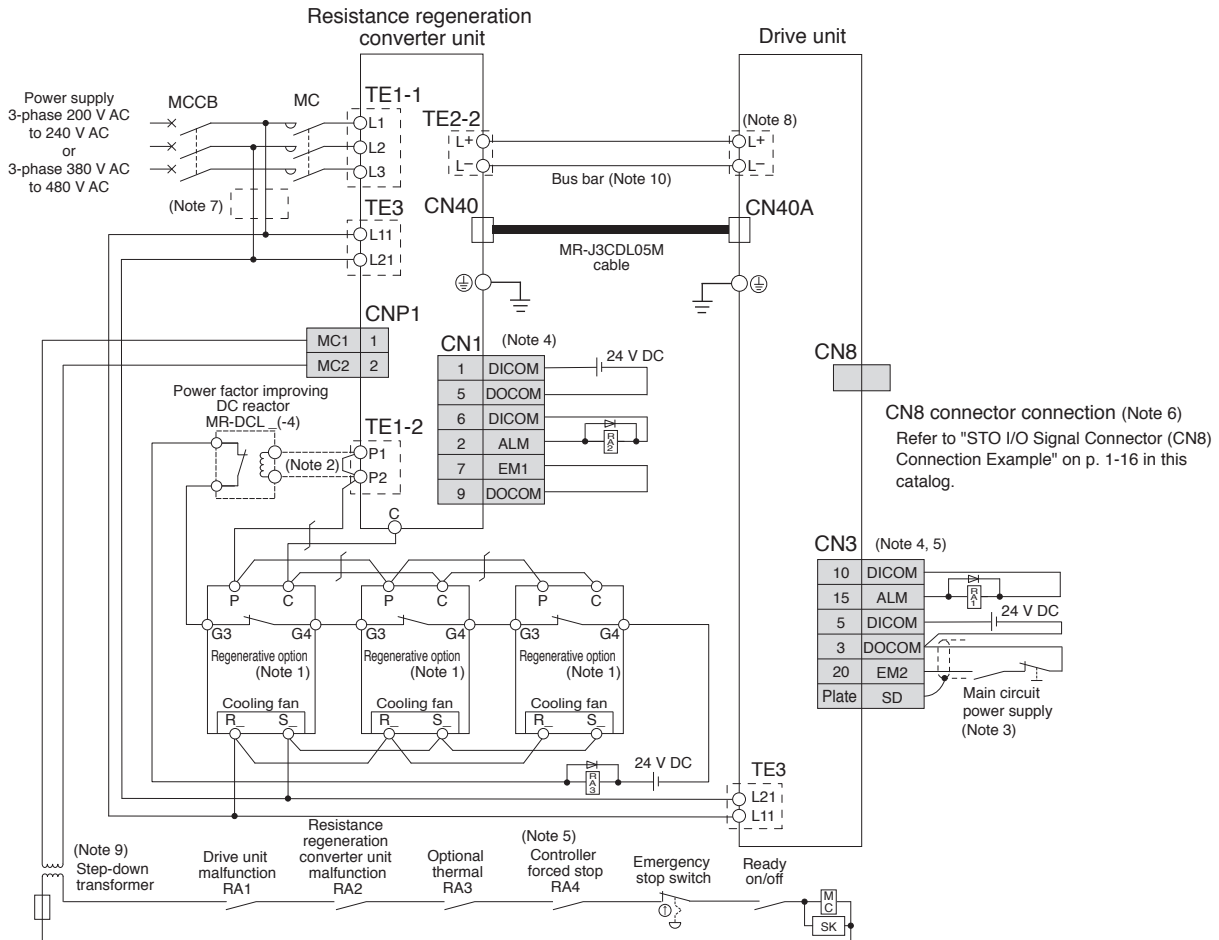 Resistance regeneration
converter unit
Drive unit
Power supply
3-phase 200 V AC
to 240 V AC
or
3-phase 380 V AC
to 480 V AC
MCCB
MC
TE1-1
L1
L2
L3
TE2-2
L+
L−
(Note 8)
L+
L−
Bus bar (Note 10)
(Note 7)
TE3
L11
L21
CN40
CN40A
MR-J3CDL05M
cable
CNP1
MC1 1
MC2 2
CN1 (Note 4)
1 DICOM
5 DOCOM
6 DICOM
2 ALM
7 EM1
9 DOCOM
24 V DC
RA2
CN8
CN8 connector connection (Note 6)
Refer to "STO I/O Signal Connector (CN8)
Connection Example" on p. 1-16 in this
catalog.
Power factor improving
DC reactor
MR-DCL_(-4)
(Note 2)
TE1-2
P1
P2
C
CN3 (Note 4, 5)
10 DICOM
15 ALM
5 DICOM
3 DOCOM
20 EM2
Plate SD
RA1
24 V DC
Main circuit
power supply
(Note 3)
P C P C P C
G3 G4 G3 G4 G3 G4
Regenerative option
(Note 1)
Regenerative option
(Note 1)
Regenerative option
(Note 1)
Cooling fan
R_ S_
Cooling fan
R_ S_
Cooling fan
R_ S_
RA3
24 V DC
TE3
L21
L11
(Note 9)
Step-down
transformer
Drive unit
malfunction
RA1
Resistance
regeneration
converter unit
malfunction
RA2
Optional
thermal
RA3
(Note 5)
Controller
forced stop
RA4
Emergency
stop switch
Ready
on/off
MC
SK